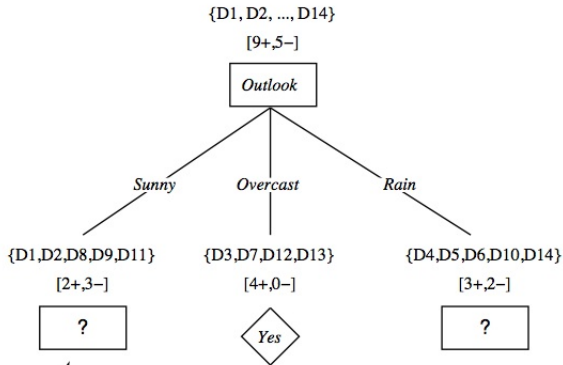 {D1, D2, ..., D14}
[9+,5−]
Outlook
Sunny Overcast Rain
{D1,D2,D8,D9,D11} {D3,D7,D12,D13} {D4,D5,D6,D10,D14}
[2+,3−] [4+,0−] [3+,2−]
? Yes ?